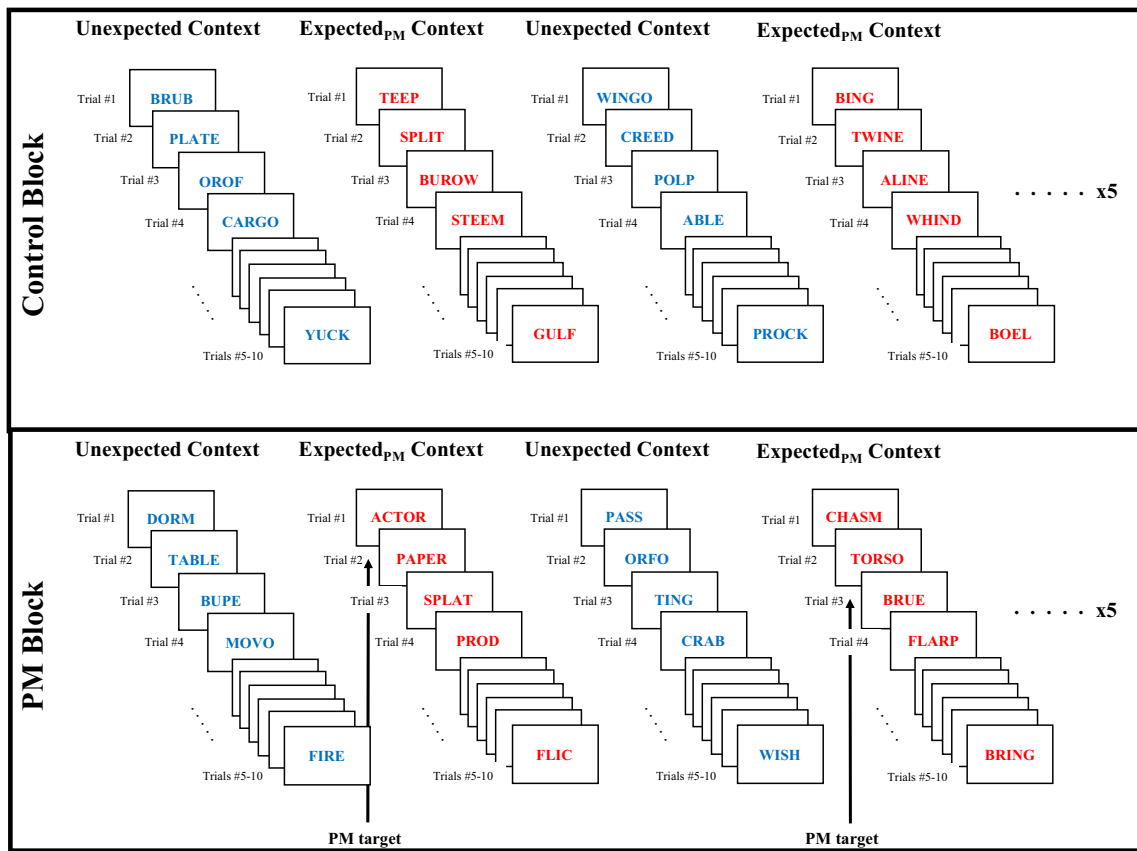 Control Block
Unexpected Context
Trial #1
BRUB
Trial #2
PLATE
Trial #3
OROF
Trial #4
CARGO
. . . . .
Trials #5-10
YUCK
ExpectedPM Context
Trial #1
TEEP
Trial #2
SPLIT
Trial #3
BUROW
Trial #4
STEEM
. . . . .
Trials #5-10
GULF
Unexpected Context
Trial #1
WINGO
Trial #2
CREED
Trial #3
POLP
Trial #4
ABLE
. . . . .
Trials #5-10
PROCK
ExpectedPM Context
Trial #1
BING
Trial #2
TWINE
Trial #3
ALINE
Trial #4
WHIND
. . . . .
Trials #5-10
BOEL
. . . . . x5
PM Block
Unexpected Context
Trial #1
DORM
Trial #2
TABLE
Trial #3
BUPE
Trial #4
MOVO
. . . . .
Trials #5-10
FIRE
ExpectedPM Context
Trial #1
ACTOR
Trial #2
PAPER
Trial #3
SPLAT
Trial #4
PROD
. . . . .
Trials #5-10
FLIC
PM target
Unexpected Context
Trial #1
PASS
Trial #2
ORFO
Trial #3
TING
Trial #4
CRAB
. . . . .
Trials #5-10
WISH
ExpectedPM Context
Trial #1
CHASM
Trial #2
TORSO
Trial #3
BRUE
Trial #4
FLARP
. . . . .
Trials #5-10
BRING
PM target
. . . . . x5